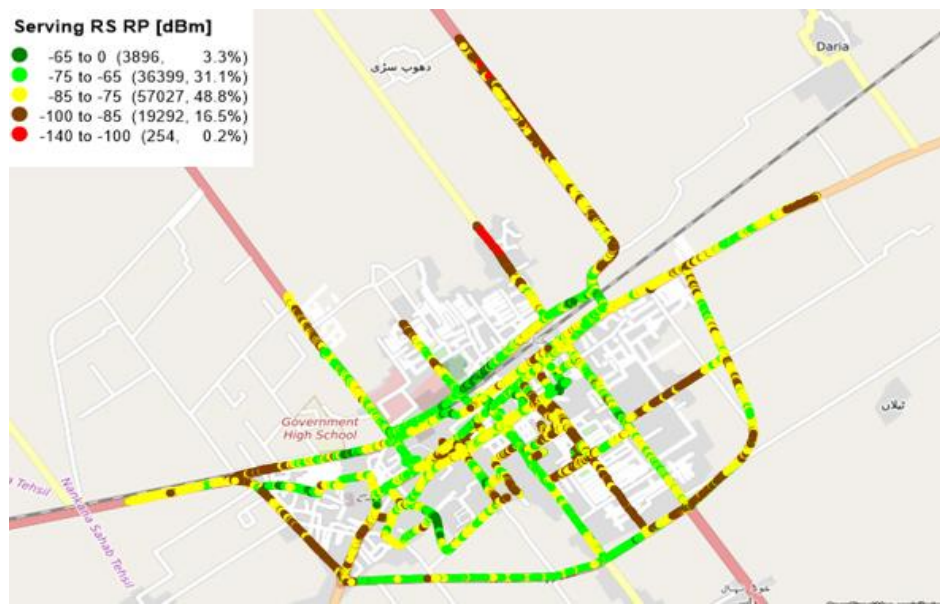 Serving RS RP [dBm]
-65 to 0 (3896, 3.3%)
-75 to -65 (36399, 31.1%)
-85 to -75 (57027, 48.8%)
-100 to -85 (19292, 16.5%)
-140 to -100 (254, 0.2%)
Daria
دھوپ سڑی
Government
High School
ٹیلاں
Tehsil
Nankana Sahab Tehsil